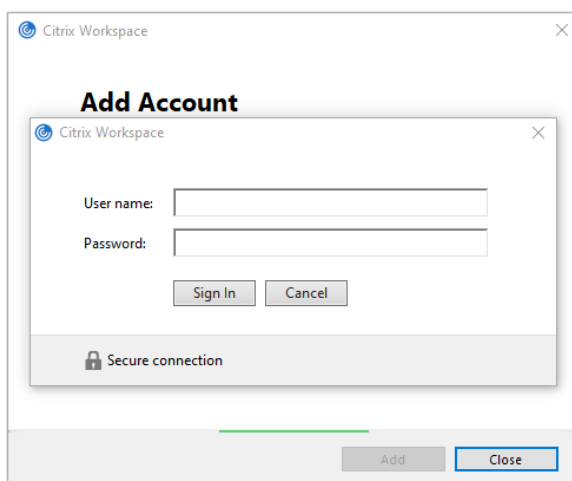 Citrix Workspace
Add Account
Citrix Workspace
User name:
Password:
Sign In Cancel
Secure connection
Add Close